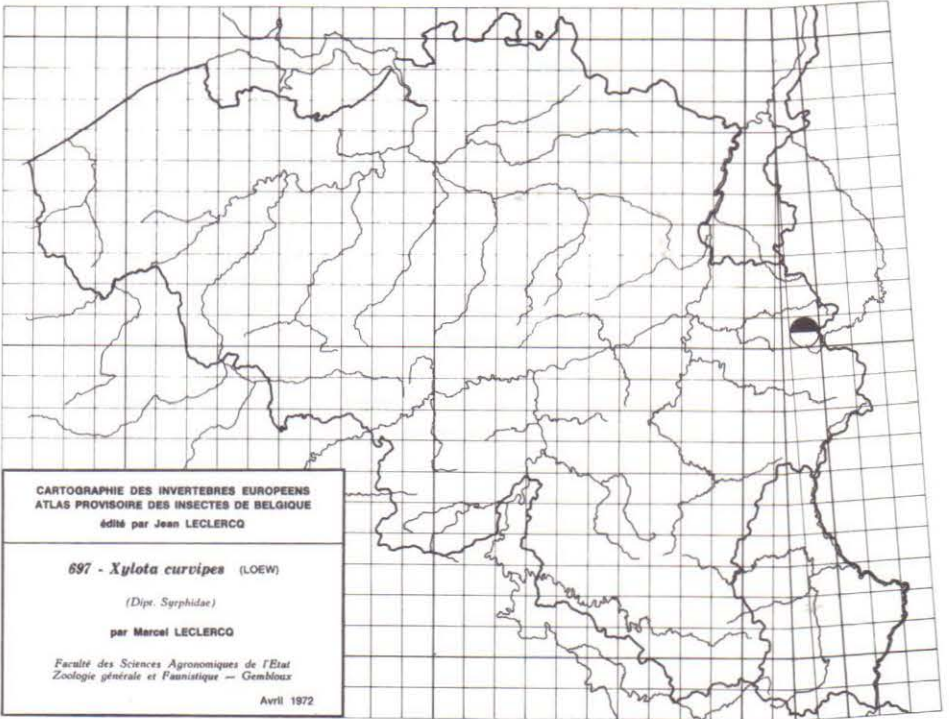 CARTOGRAPHIE DES INVERTEBRES EUROPEENS
ATLAS PROVISOIRE DES INSECTES DE BELGIQUE
édité par Jean LECLERCQ
697 - Xylota curvipes (LOEW)
(Dipt. Syrphidae)
par Marcel LECLERCQ
Faculté des Sciences Agronomiques de l'Etat
Zoologie générale et Faunistique — Gembloux
Avril 1972